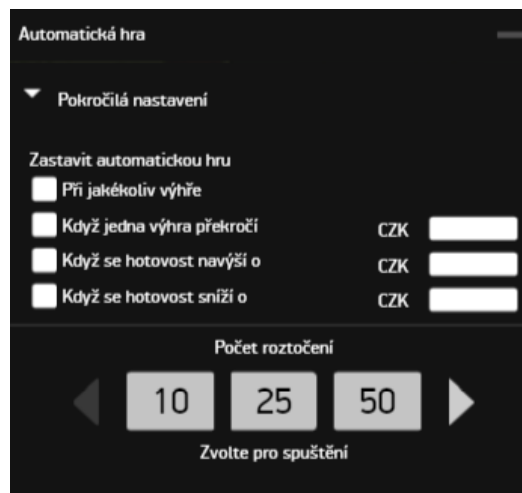 Automatická hra
Pokročilá nastavení
Zastavit automatickou hru
Při jakékoliv výhře
Když jedna výhra překročí CZK
Když se hotovost navýší o CZK
Když se hotovost sníží o CZK
Počet roztočení
10 25 50
Zvolte pro spuštění